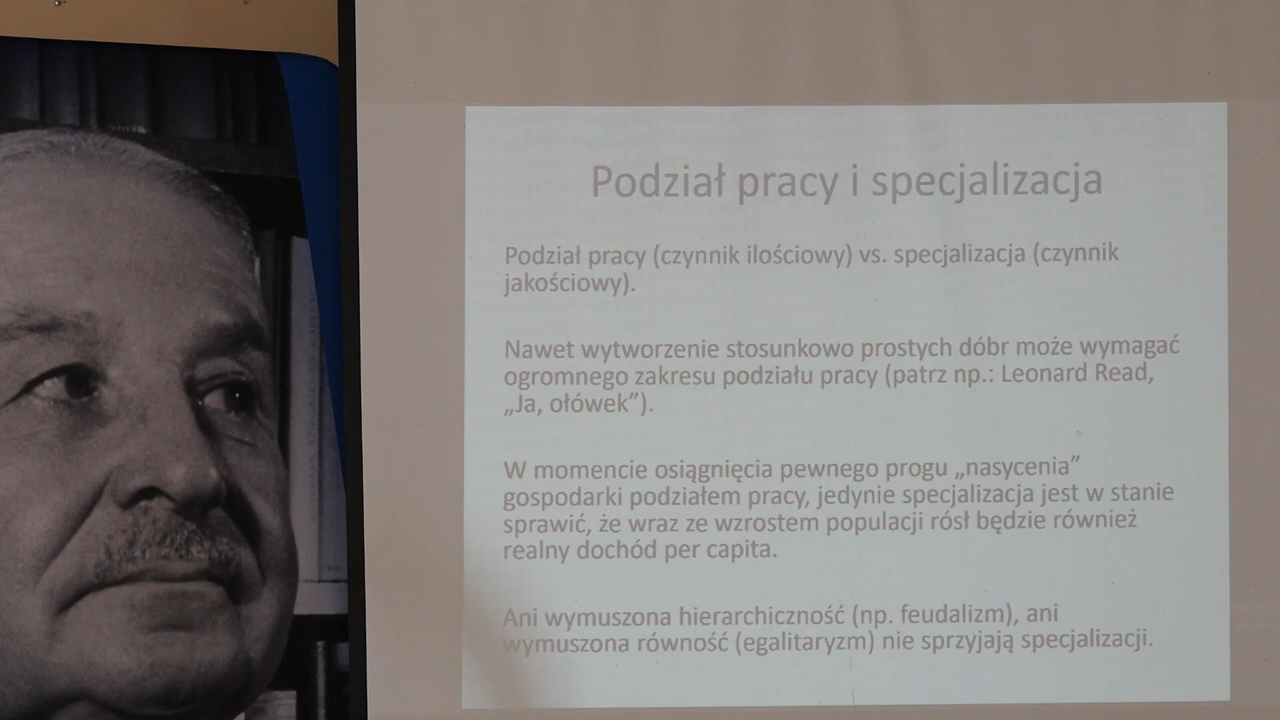 Podział pracy i specjalizacja
Podział pracy (czynnik ilościowy) vs. specjalizacja (czynnik
jakościowy).
Nawet wytworzenie stosunkowo prostych dóbr może wymagać
ogromnego zakresu podziału pracy (patrz np.: Leonard Read,
„Ja, ołówek”).
W momencie osiągnięcia pewnego progu „nasycenia”
gospodarki podziałem pracy, jedynie specjalizacja jest w stanie
sprawić, że wraz ze wzrostem populacji rósł będzie również
realny dochód per capita.
Ani wymuszona hierarchiczność (np. feudalizm), ani
wymuszona równość (egalitaryzm) nie sprzyjają specjalizacji.